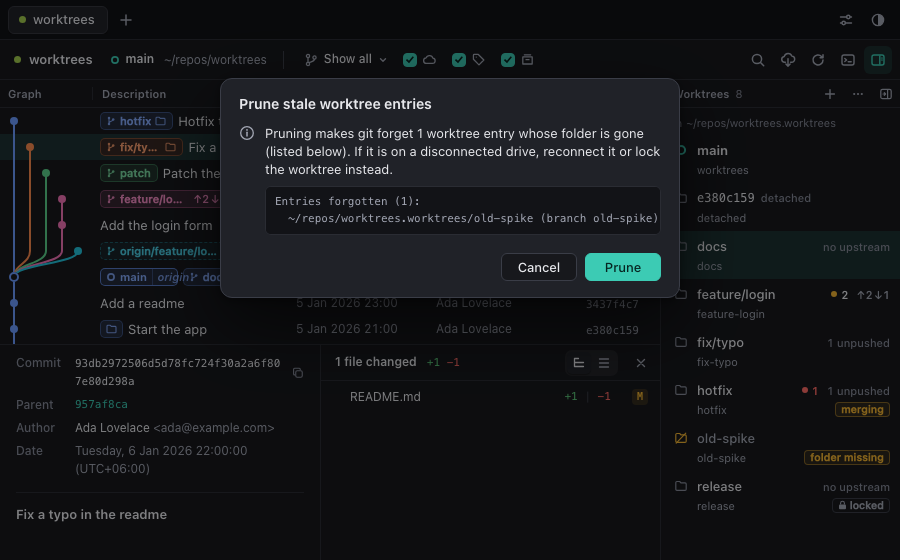 worktrees
worktrees main ~/repos/worktrees Show all
Graph Description
hotfix Hotfix
fix/ty... Fix a
patch Patch the
feature/lo... ↑2
Add the login form
origin/feature/lo...
main origin
Add a readme 5 Jan 2026 23:00 Ada Lovelace 3437f4c7
Start the app 5 Jan 2026 21:00 Ada Lovelace e380c159
Prune stale worktree entries
Pruning makes git forget 1 worktree entry whose folder is gone
(listed below). If it is on a disconnected drive, reconnect it or lock
the worktree instead.
Entries forgotten (1):
~/repos/worktrees.worktrees/old-spike (branch old-spike)
Cancel Prune
Commit 93db2972506d5d78fc724f30a2a6f80
7e80d298a
Parent 957af8ca
Author Ada Lovelace <ada@example.com>
Date Tuesday, 6 Jan 2026 22:00:00
(UTC+06:00)
Fix a typo in the readme
1 file changed +1 −1
README.md +1 −1 M
Worktrees 8
~/repos/worktrees.worktrees
main
worktrees
e380c159 detached
detached
docs no upstream
docs
feature/login 2 ↑2↓1
feature-login
fix/typo 1 unpushed
fix-typo
hotfix 1 1 unpushed
hotfix merging
old-spike
old-spike folder missing
release no upstream
release locked